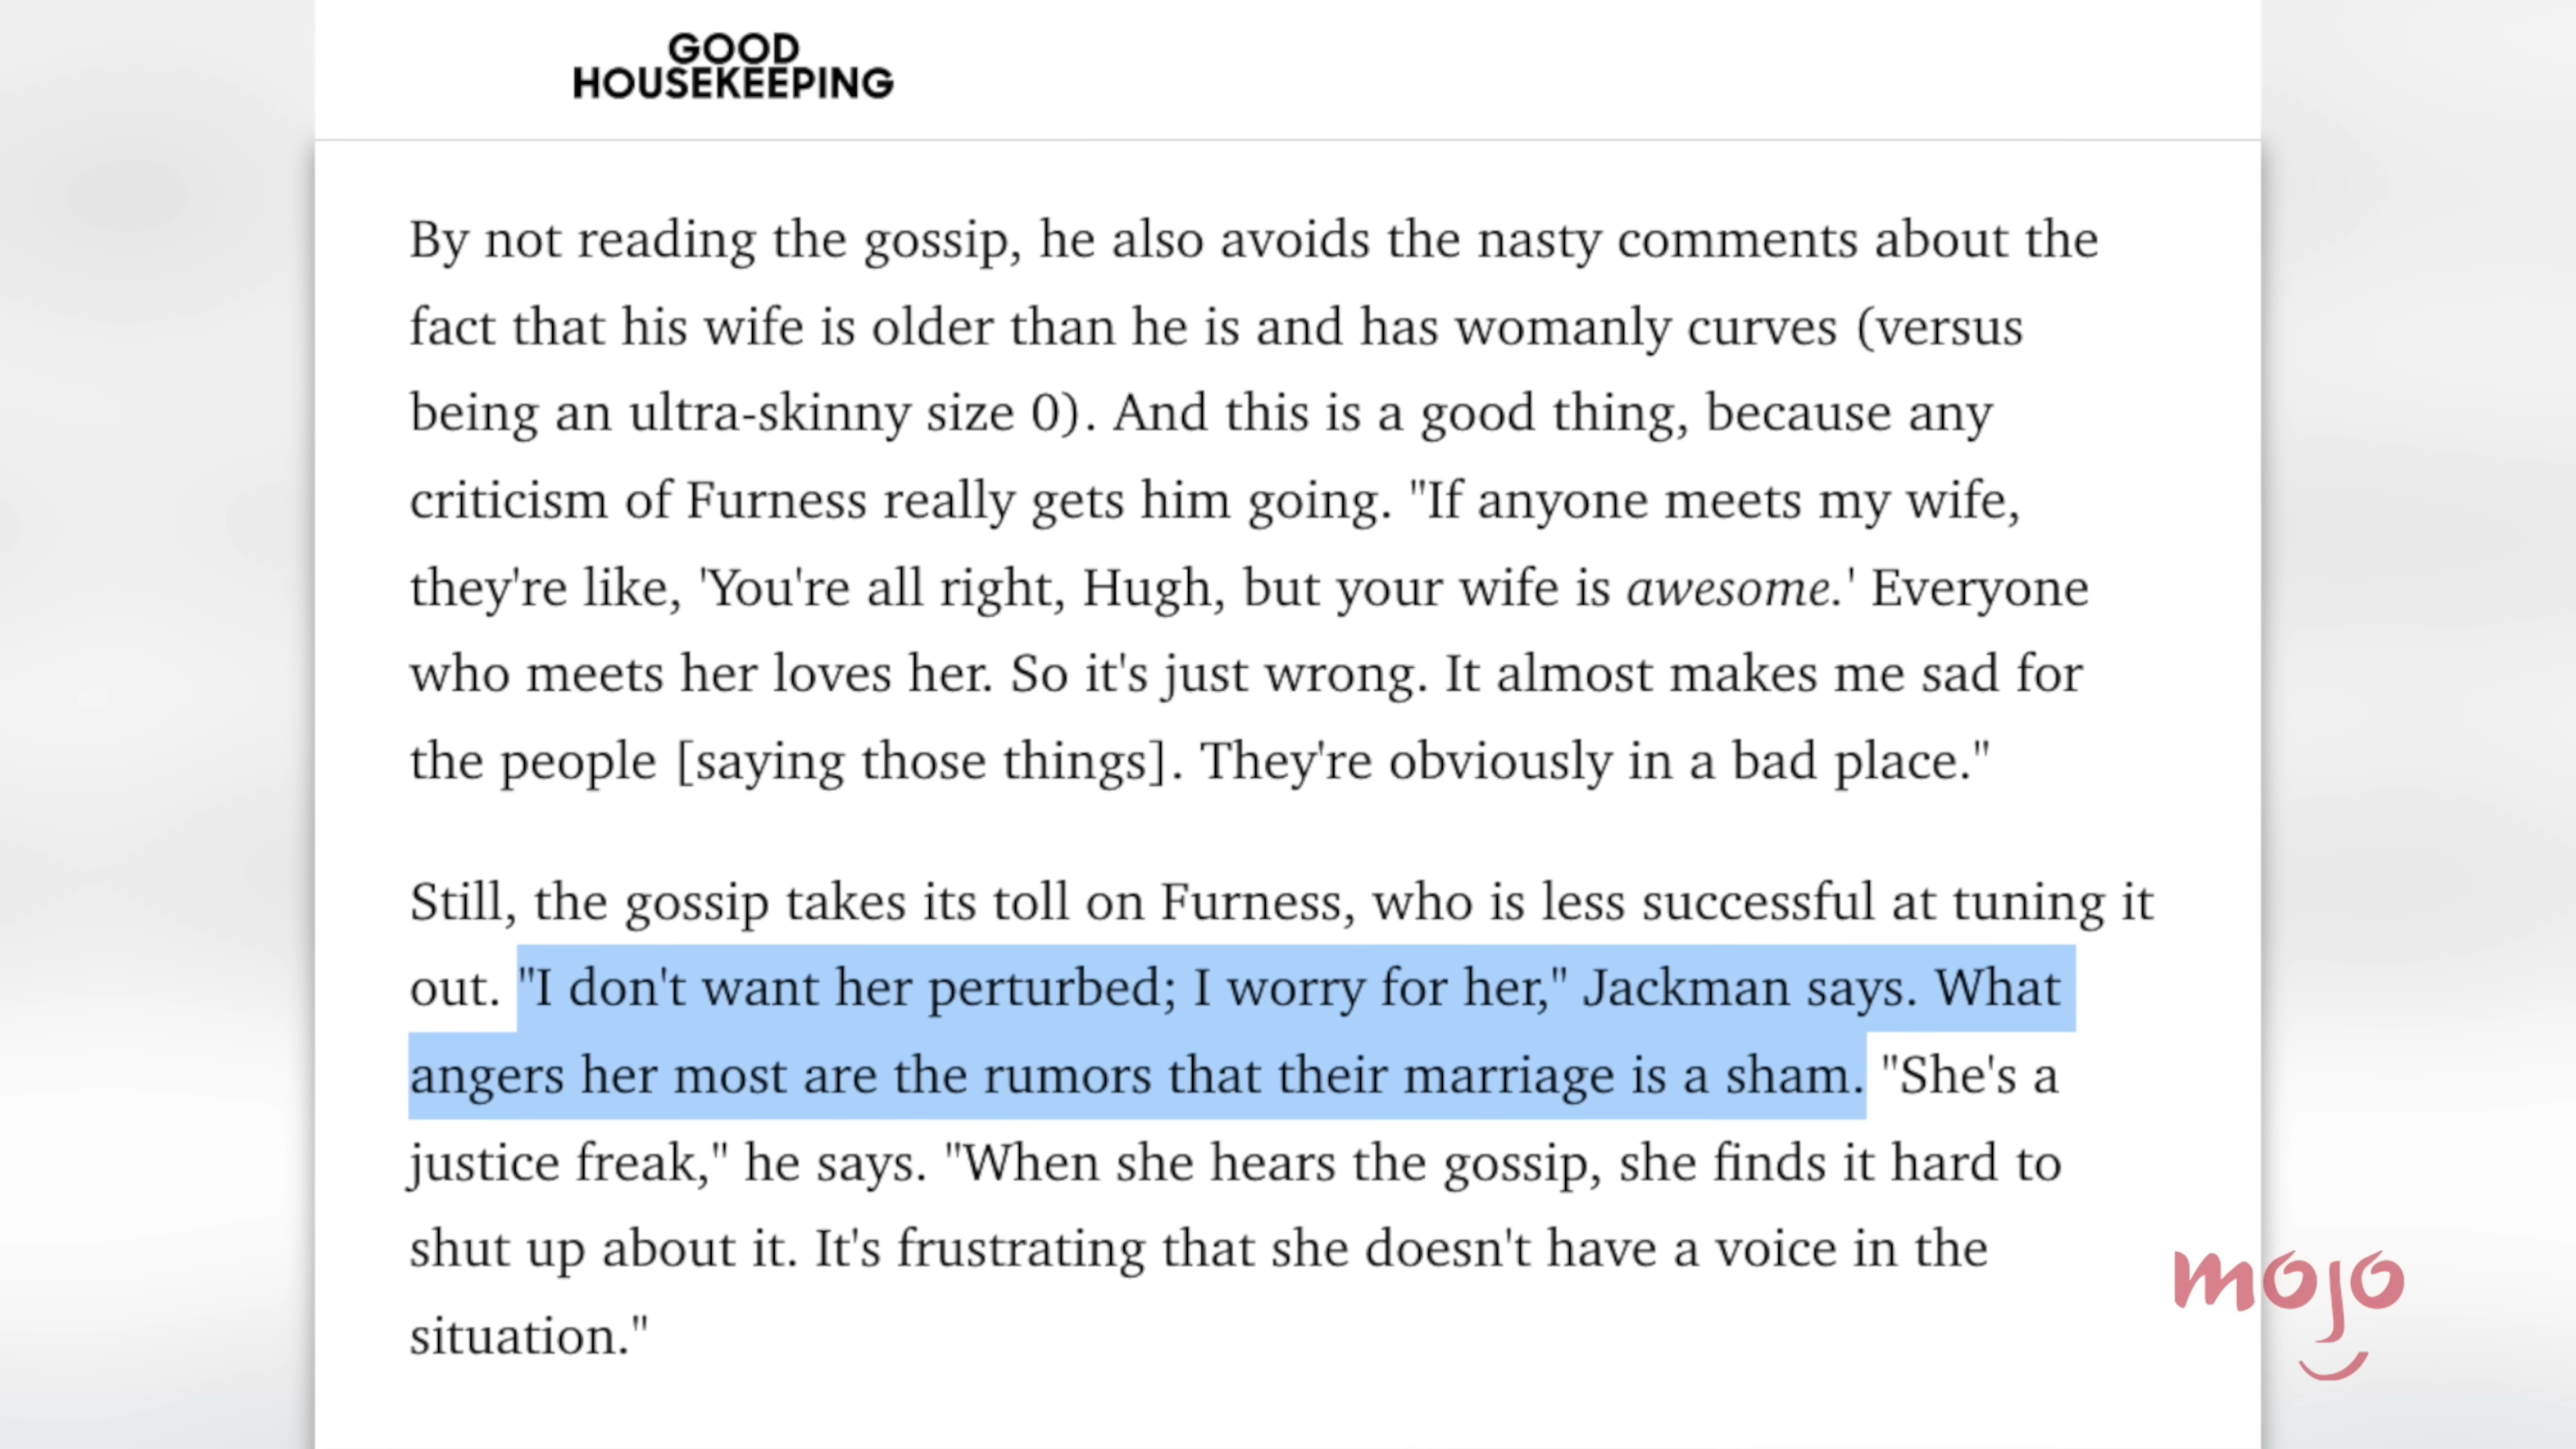 GOOD
HOUSEKEEPING
By not reading the gossip, he also avoids the nasty comments about the
fact that his wife is older than he is and has womanly curves (versus
being an ultra-skinny size 0). And this is a good thing, because any
criticism of Furness really gets him going. "If anyone meets my wife,
they're like, 'You're all right, Hugh, but your wife is awesome.' Everyone
who meets her loves her. So it's just wrong. It almost makes me sad for
the people [saying those things]. They're obviously in a bad place."
Still, the gossip takes its toll on Furness, who is less successful at tuning it
out. "I don't want her perturbed; I worry for her," Jackman says. What
angers her most are the rumors that their marriage is a sham. "She's a
justice freak," he says. "When she hears the gossip, she finds it hard to
shut up about it. It's frustrating that she doesn't have a voice in the
situation."
mojo